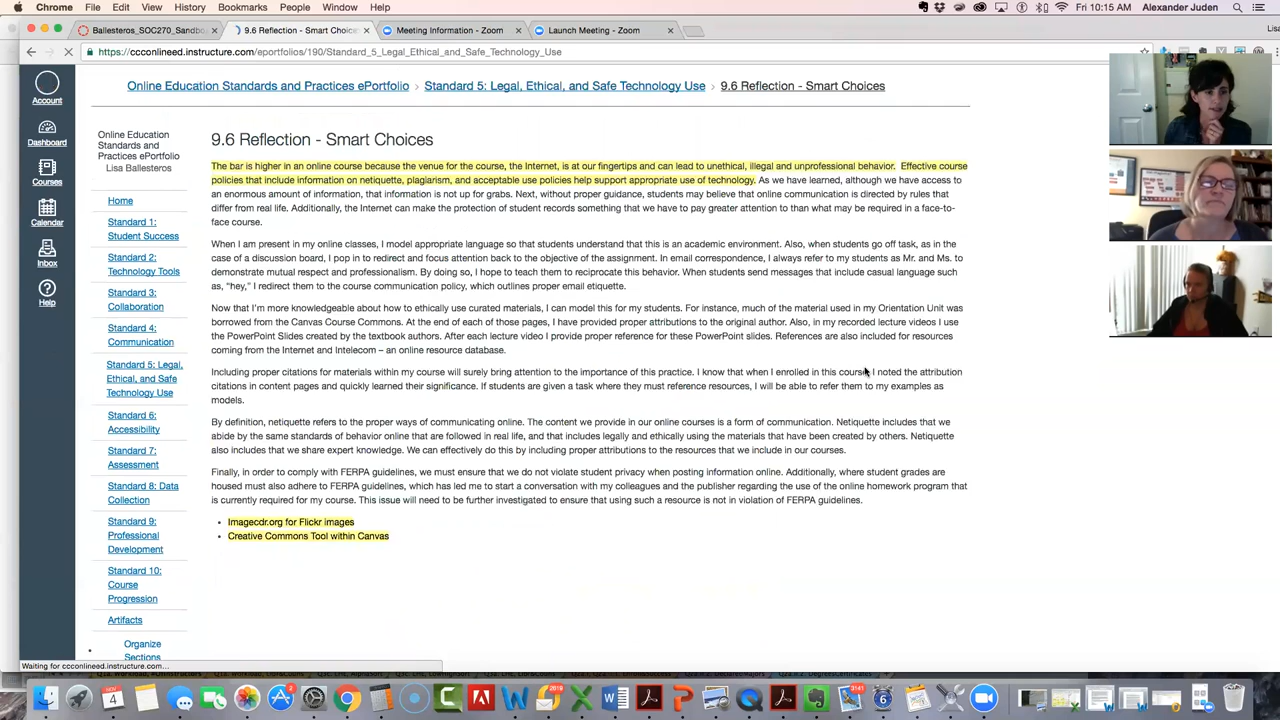 Chrome File Edit View History Bookmarks People Window Help Fri 10:15 AM Alexander Juden
Ballesteros_SOC270_Sandbo
9.6 Reflection - Smart Choices
Meeting Information - Zoom
Launch Meeting - Zoom
Lisa
https://ccconlineed.instructure.com/eportfolios/190/Standard_5_Legal_Ethical_and_Safe_Technology_Use
Account
Dashboard
Courses
Calendar
Inbox
Help
Online Education Standards and Practices ePortfolio > Standard 5: Legal, Ethical, and Safe Technology Use > 9.6 Reflection - Smart Choices
Online Education
Standards and
Practices ePortfolio
Lisa Ballesteros
Home
Standard 1:
Student Success
Standard 2:
Technology Tools
Standard 3:
Collaboration
Standard 4:
Communication
Standard 5: Legal,
Ethical, and Safe
Technology Use
Standard 6:
Accessibility
Standard 7:
Assessment
Standard 8: Data
Collection
Standard 9:
Professional
Development
Standard 10:
Course
Progression
Artifacts
Organize
Sections
9.6 Reflection - Smart Choices
The bar is higher in an online course because the venue for the course, the Internet, is at our fingertips and can lead to unethical, illegal and unprofessional behavior. Effective course
policies that include information on netiquette, plagiarism, and acceptable use policies help support appropriate use of technology. As we have learned, although we have access to
an enormous amount of information, that information is not up for grabs. Next, without proper guidance, students may believe that online communication is directed by rules that
differ from real life. Additionally, the Internet can make the protection of student records something that we have to pay greater attention to than what may be required in a face-to-
face course.
When I am present in my online classes, I model appropriate language so that students understand that this is an academic environment. Also, when students go off task, as in the
case of a discussion board, I pop in to redirect and focus attention back to the objective of the assignment. In email correspondence, I always refer to my students as Mr. and Ms. to
demonstrate mutual respect and professionalism. By doing so, I hope to teach them to reciprocate this behavior. When students send messages that include casual language such
as, "hey," I redirect them to the course communication policy, which outlines proper email etiquette.
Now that I'm more knowledgeable about how to ethically use curated materials, I can model this for my students. For instance, much of the material used in my Orientation Unit was
borrowed from the Canvas Course Commons. At the end of each of those pages, I have provided proper attributions to the original author. Also, in my recorded lecture videos I use
the PowerPoint Slides created by the textbook authors. After each lecture video I provide proper reference for these PowerPoint slides. References are also included for resources
coming from the Internet and Intelecom – an online resource database.
Including proper citations for materials within my course will surely bring attention to the importance of this practice. I know that when I enrolled in this course I noted the attribution
citations in content pages and quickly learned their significance. If students are given a task where they must reference resources, I will be able to refer them to my examples as
models.
By definition, netiquette refers to the proper ways of communicating online. The content we provide in our online courses is a form of communication. Netiquette includes that we
abide by the same standards of behavior online that are followed in real life, and that includes legally and ethically using the materials that have been created by others. Netiquette
also includes that we share expert knowledge. We can effectively do this by including proper attributions to the resources that we include in our courses.
Finally, in order to comply with FERPA guidelines, we must ensure that we do not violate student privacy when posting information online. Additionally, where student grades are
housed must also adhere to FERPA guidelines, which has led me to start a conversation with my colleagues and the publisher regarding the use of the online homework program that
is currently required for my course. This issue will need to be further investigated to ensure that using such a resource is not in violation of FERPA guidelines.
Imagecdr.org for Flickr images
Creative Commons Tool within Canvas
Waiting for ccconlineed.instructure.com…